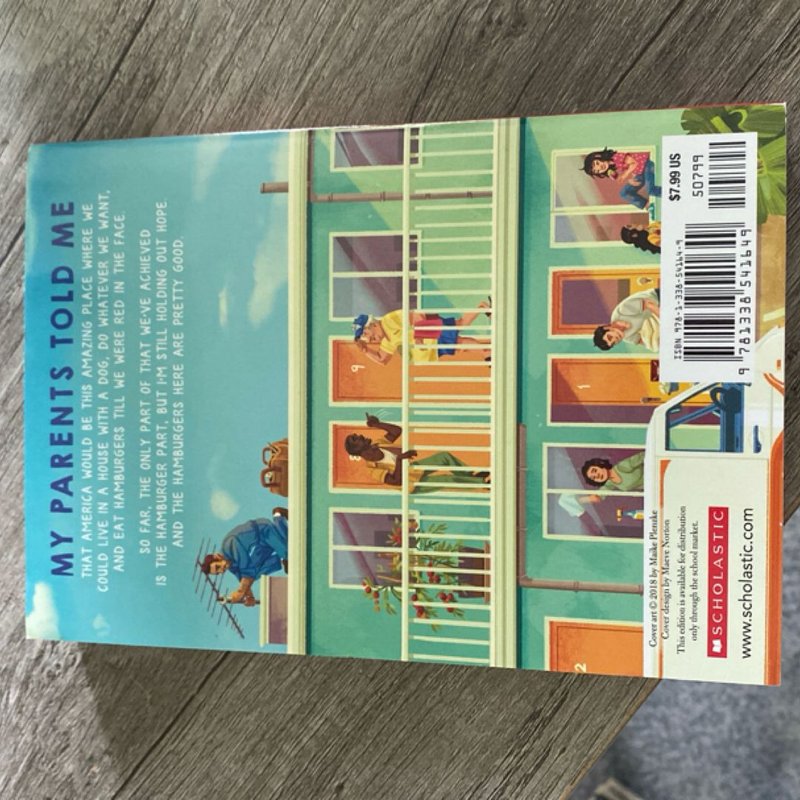 MY PARENTS TOLD ME
THAT AMERICA WOULD BE THIS AMAZING PLACE WHERE WE
COULD LIVE IN A HOUSE WITH A DOG, DO WHATEVER WE WANT,
AND EAT HAMBURGERS TILL WE WERE RED IN THE FACE.
SO FAR, THE ONLY PART OF THAT WE'VE ACHIEVED
IS THE HAMBURGER PART, BUT I'M STILL HOLDING OUT HOPE.
AND THE HAMBURGERS HERE ARE PRETTY GOOD.
9
8
1
2
Cover art © 2018 by Maike Plenzke
Cover design by Maeve Norton
This edition is available for distribution
only through the school market.
SCHOLASTIC
www.scholastic.com
$7.99 US
50799
ISBN 978-1-338-54164-9
9 781338 541649